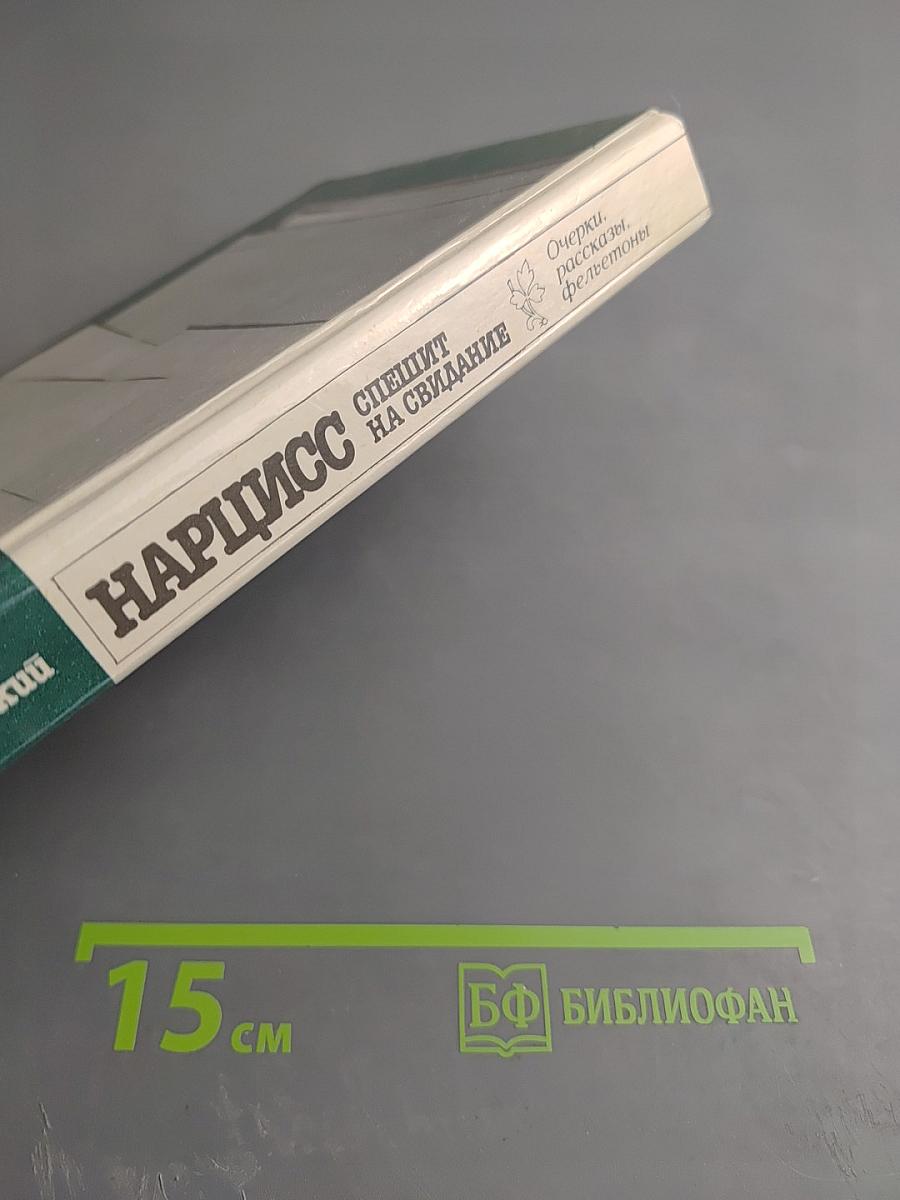 НАРЦИСС
СПЕШИТ
НА СВИДАНИЕ
Очерки,
рассказы,
фельетоны
15 см
БФ БИБЛИОФАН